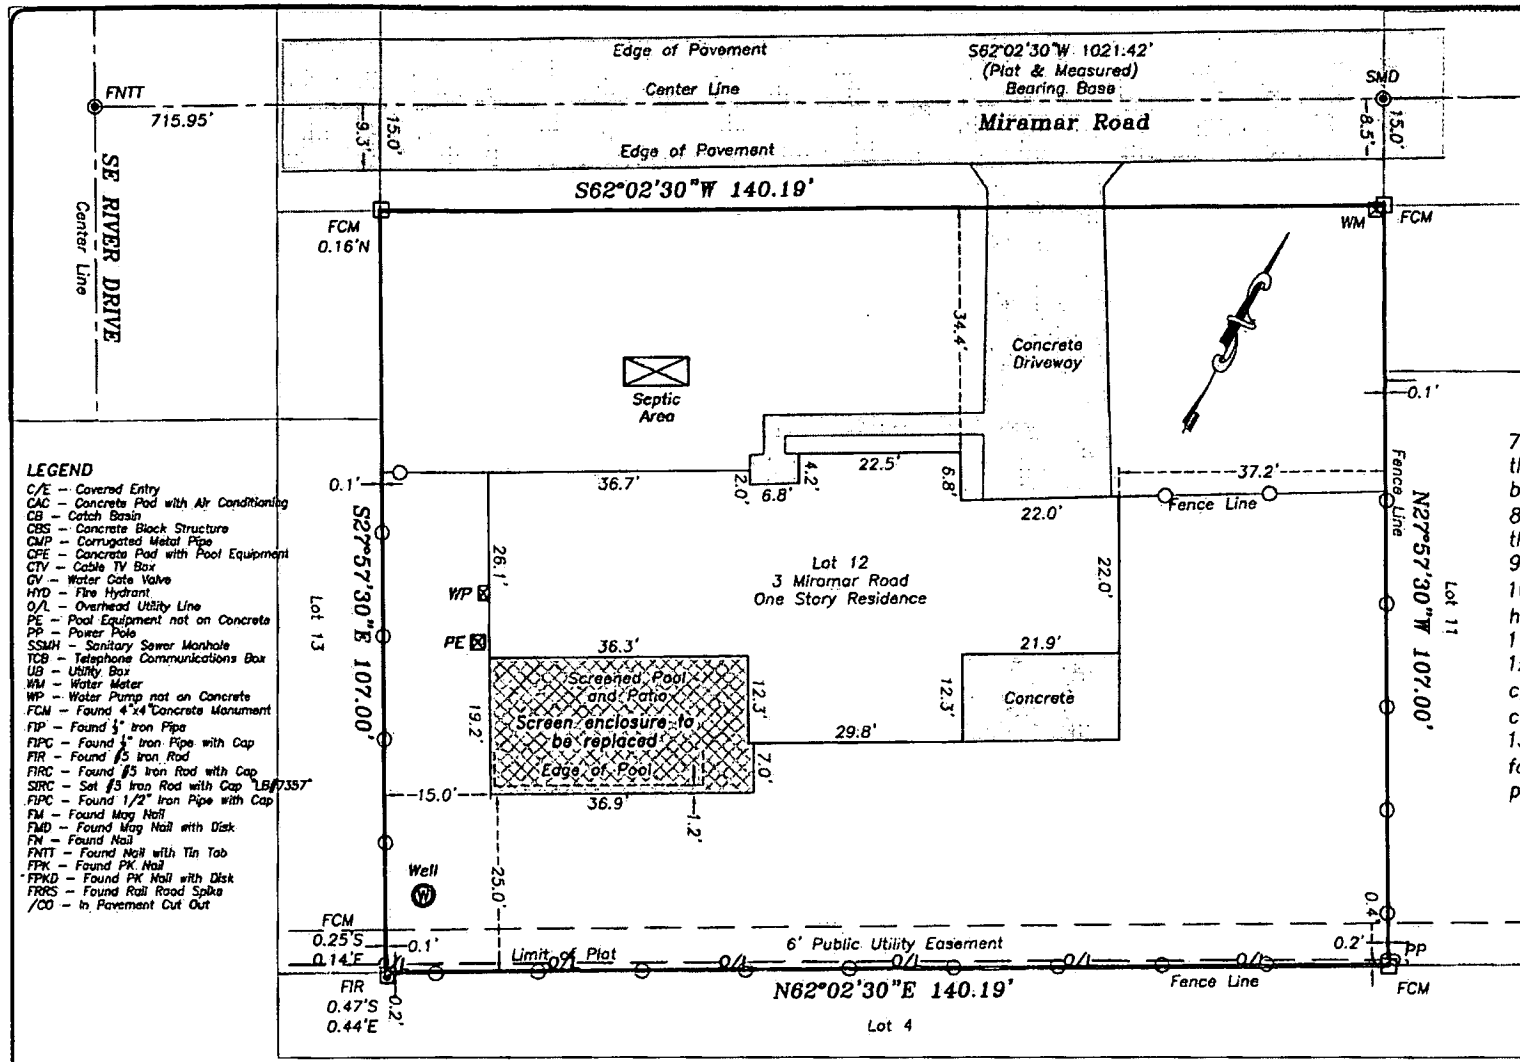 Edge of Pavement
S62°02'30"W 1021.42'
(Plat & Measured)
Bearing Base
SMD
FNTT
715.95'
Center Line
Miramar Road
9.3'
15.0'
15.0'
8.5'
Edge of Pavement
S62°02'30"W 140.19'
SE RIVER DRIVE
Center Line
FCM
0.16'N
WM
FCM
34.4'
Concrete
Driveway
Septic
Area
0.1'
LEGEND
C/E - Covered Entry
CAC - Concrete Pad with Air Conditioning
CB - Catch Basin
CBS - Concrete Block Structure
CMP - Corrugated Metal Pipe
CPE - Concrete Pad with Pool Equipment
CTV - Cable TV Box
GV - Water Gate Valve
HYD - Fire Hydrant
O/L - Overhead Utility Line
PE - Pool Equipment not on Concrete
PP - Power Pole
SSMH - Sanitary Sewer Manhole
TCB - Telephone Communications Box
UB - Utility Box
WM - Water Meter
WP - Water Pump not on Concrete
FCM - Found 4"x4" Concrete Monument
FIP - Found ½" Iron Pipe
FIPC - Found ½" Iron Pipe with Cap
FIR - Found #5 Iron Rod
FIRC - Found #5 Iron Rod with Cap
SIRC - Set #5 Iron Rod with Cap "LB#7357"
FIPC - Found 1/2" Iron Pipe with Cap
FM - Found Mag Nail
FMD - Found Mag Nail with Disk
FN - Found Nail
FNTT - Found Nail with Tin Tab
FPK - Found PK Nail
FPKD - Found PK Nail with Disk
FRRS - Found Rail Road Spike
/CO - In Pavement Cut Out
0.1'
36.7'
2.0'
6.8'
4.2'
22.5'
6.8'
22.0'
37.2'
Fence Line
Fence Line
N27°57'30"W 107.00'
Lot 11
S27°57'30"E 107.00'
Lot 13
26.1'
WP
PE
Lot 12
3 Miramar Road
One Story Residence
22.0'
36.3'
21.9'
Screened Pool
and Patio
Screen enclosure to
be replaced
Edge of Pool
19.2'
12.3'
12.3'
Concrete
29.8'
7.0'
15.0'
36.9'
1.2'
Well
W
25.0'
FCM
0.25'S
0.14'E
0.1'
Limit of Plat
6' Public Utility Easement
0.4'
0.2'
PP
O/L
O/L
O/L
O/L
O/L
FIR
0.47'S
0.44'E
0.2'
N62°02'30"E 140.19'
Fence Line
FCM
Lot 4
7
th
b
8
th
9
h
1
c
c
fo
p